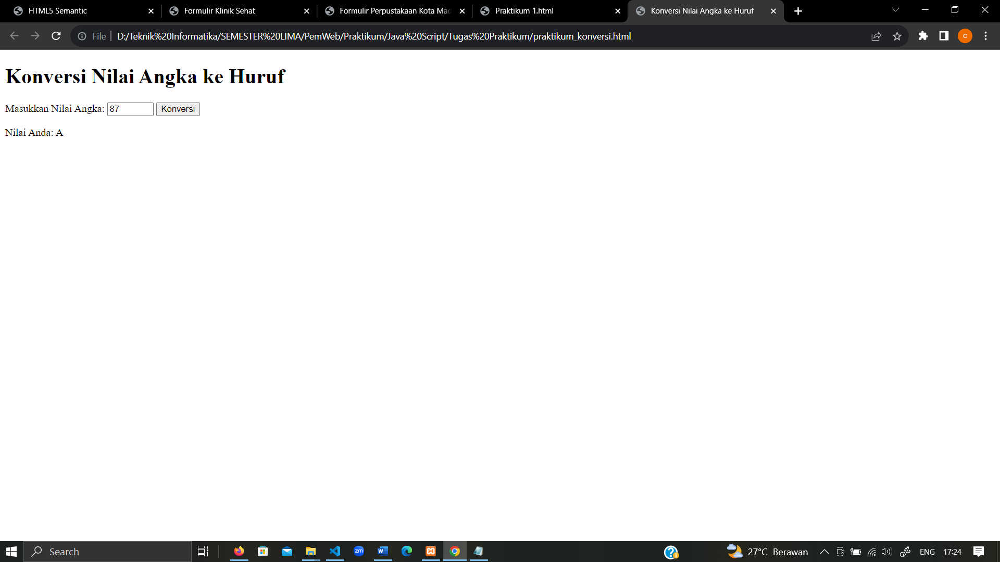 HTML5 Semantic
Formulir Klinik Sehat
Formulir Perpustakaan Kota Mad
Praktikum 1.html
Konversi Nilai Angka ke Huruf
File
D:/Teknik%20Informatika/SEMESTER%20LIMA/PemWeb/Praktikum/Java%20Script/Tugas%20Praktikum/praktikum_konversi.html
c
Konversi Nilai Angka ke Huruf
Masukkan Nilai Angka: 87 Konversi
Nilai Anda: A
Search
zm
W
27°C Berawan
ENG
17:24